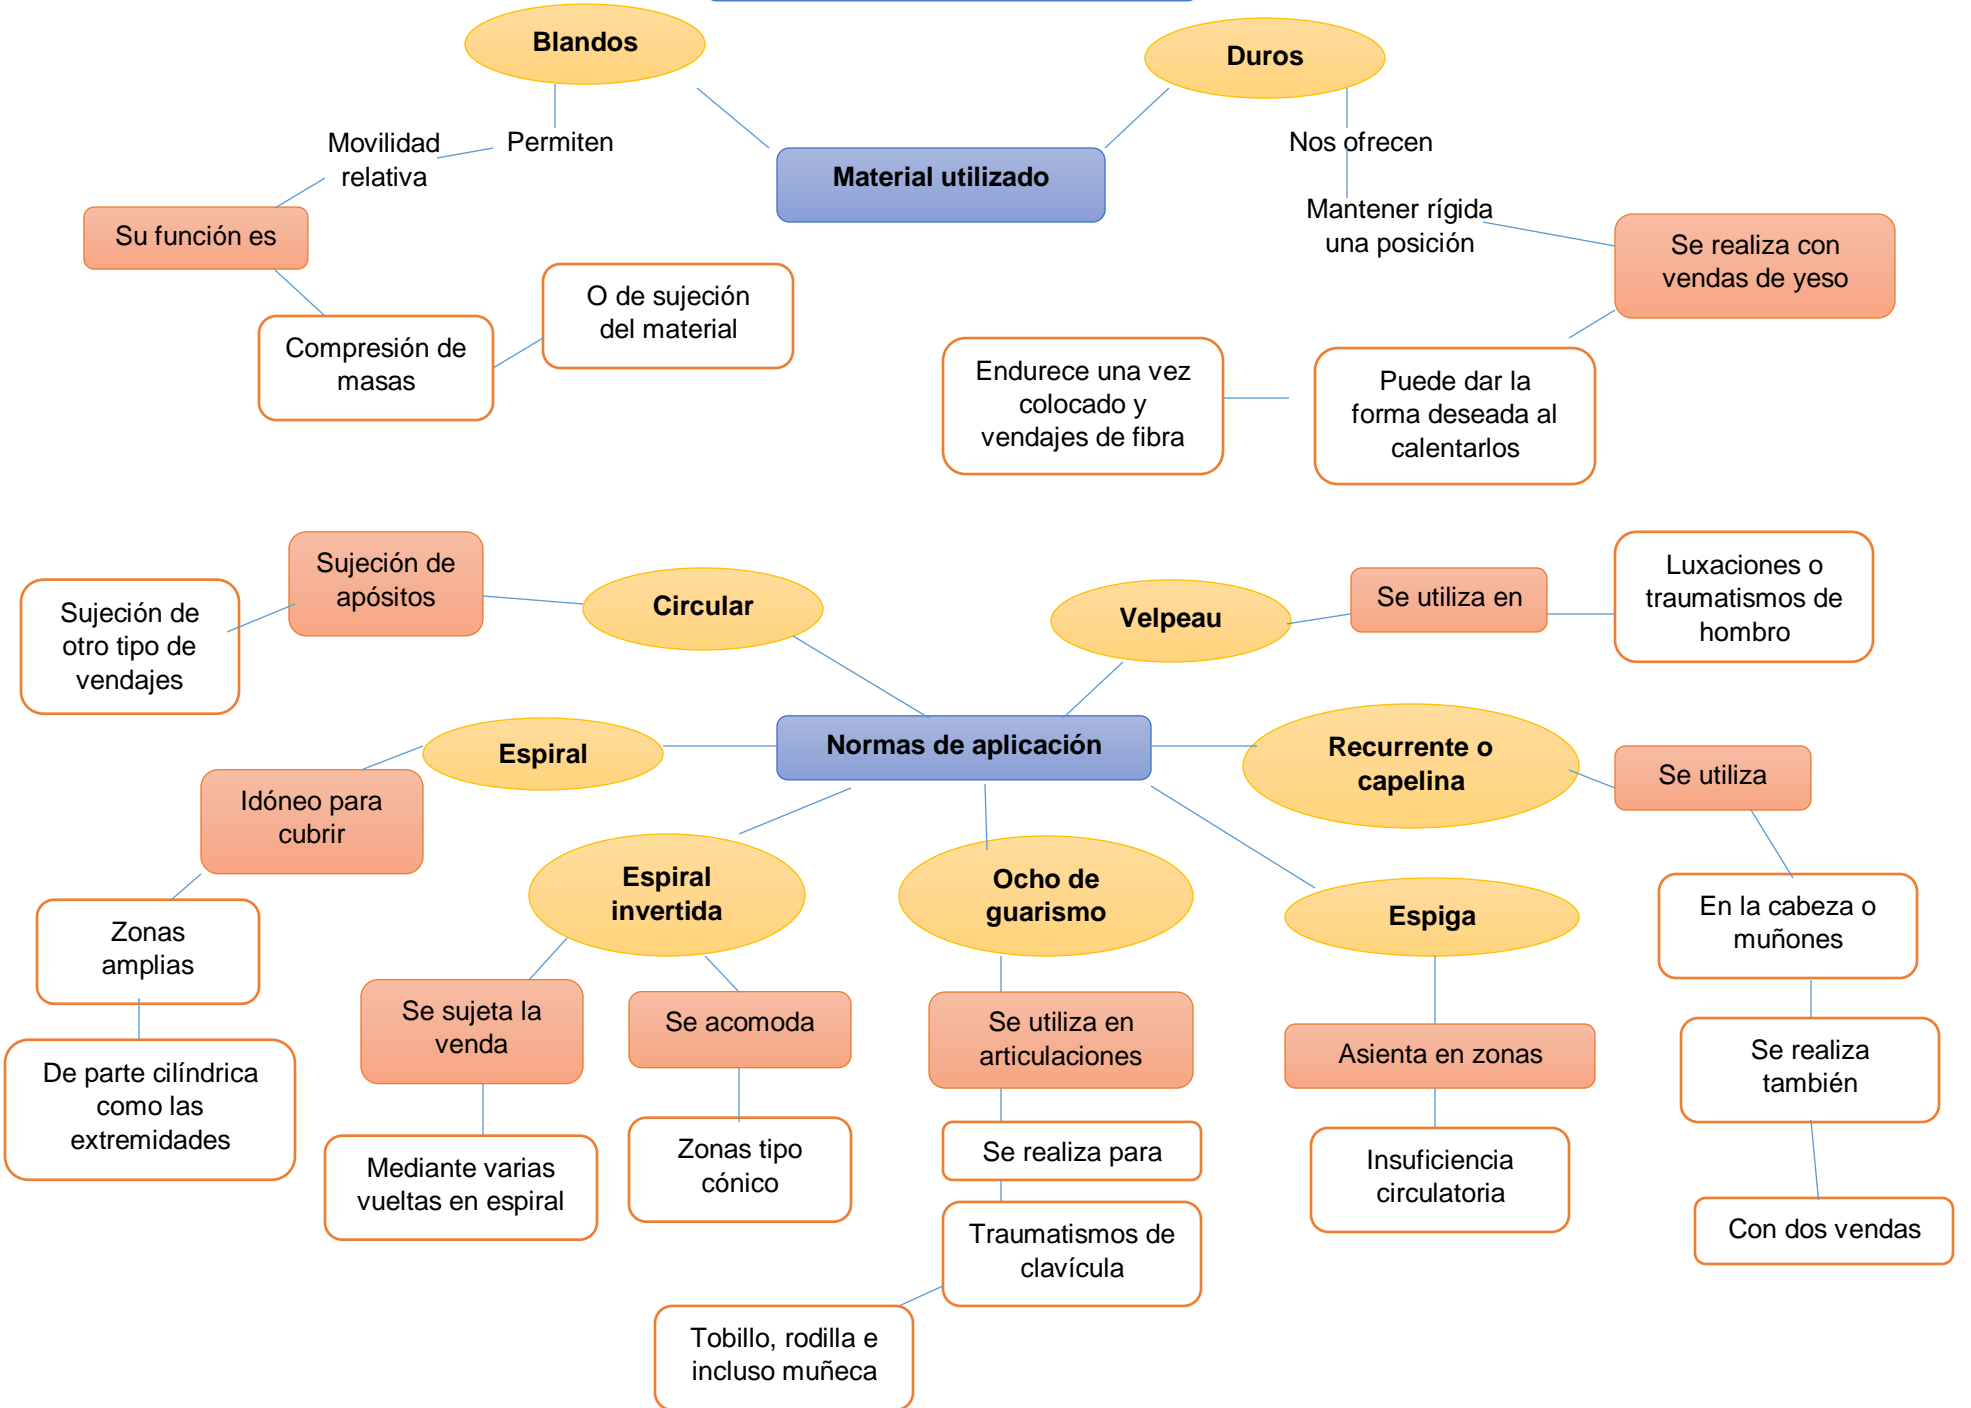 Blandos
Duros
Permiten
Movilidad
relativa
Nos ofrecen
Material utilizado
Mantener rígida
una posición
Su función es
Se realiza con
vendas de yeso
O de sujeción
del material
Compresión de
masas
Endurece una vez
colocado y
vendajes de fibra
Puede dar la
forma deseada al
calentarlos
Sujeción de
apósitos
Sujeción de
otro tipo de
vendajes
Circular
Velpeau
Se utiliza en
Luxaciones o
traumatismos de
hombro
Espiral
Normas de aplicación
Recurrente o
capelina
Se utiliza
Idóneo para
cubrir
Espiral
invertida
Ocho de
guarismo
Espiga
En la cabeza o
muñones
Zonas
amplias
Se sujeta la
venda
Se acomoda
Se utiliza en
articulaciones
Asienta en zonas
Se realiza
también
De parte cilíndrica
como las
extremidades
Mediante varias
vueltas en espiral
Zonas tipo
cónico
Se realiza para
Insuficiencia
circulatoria
Con dos vendas
Traumatismos de
clavícula
Tobillo, rodilla e
incluso muñeca